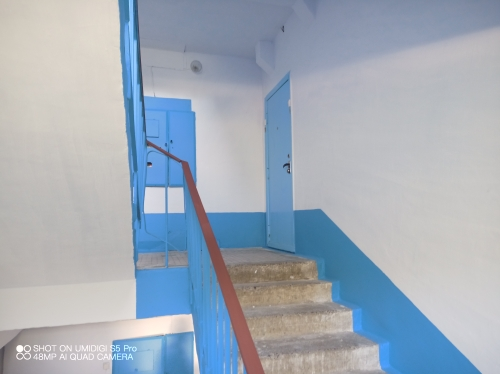 SHOT ON UMIDIGI S5 Pro
48MP AI QUAD CAMERA